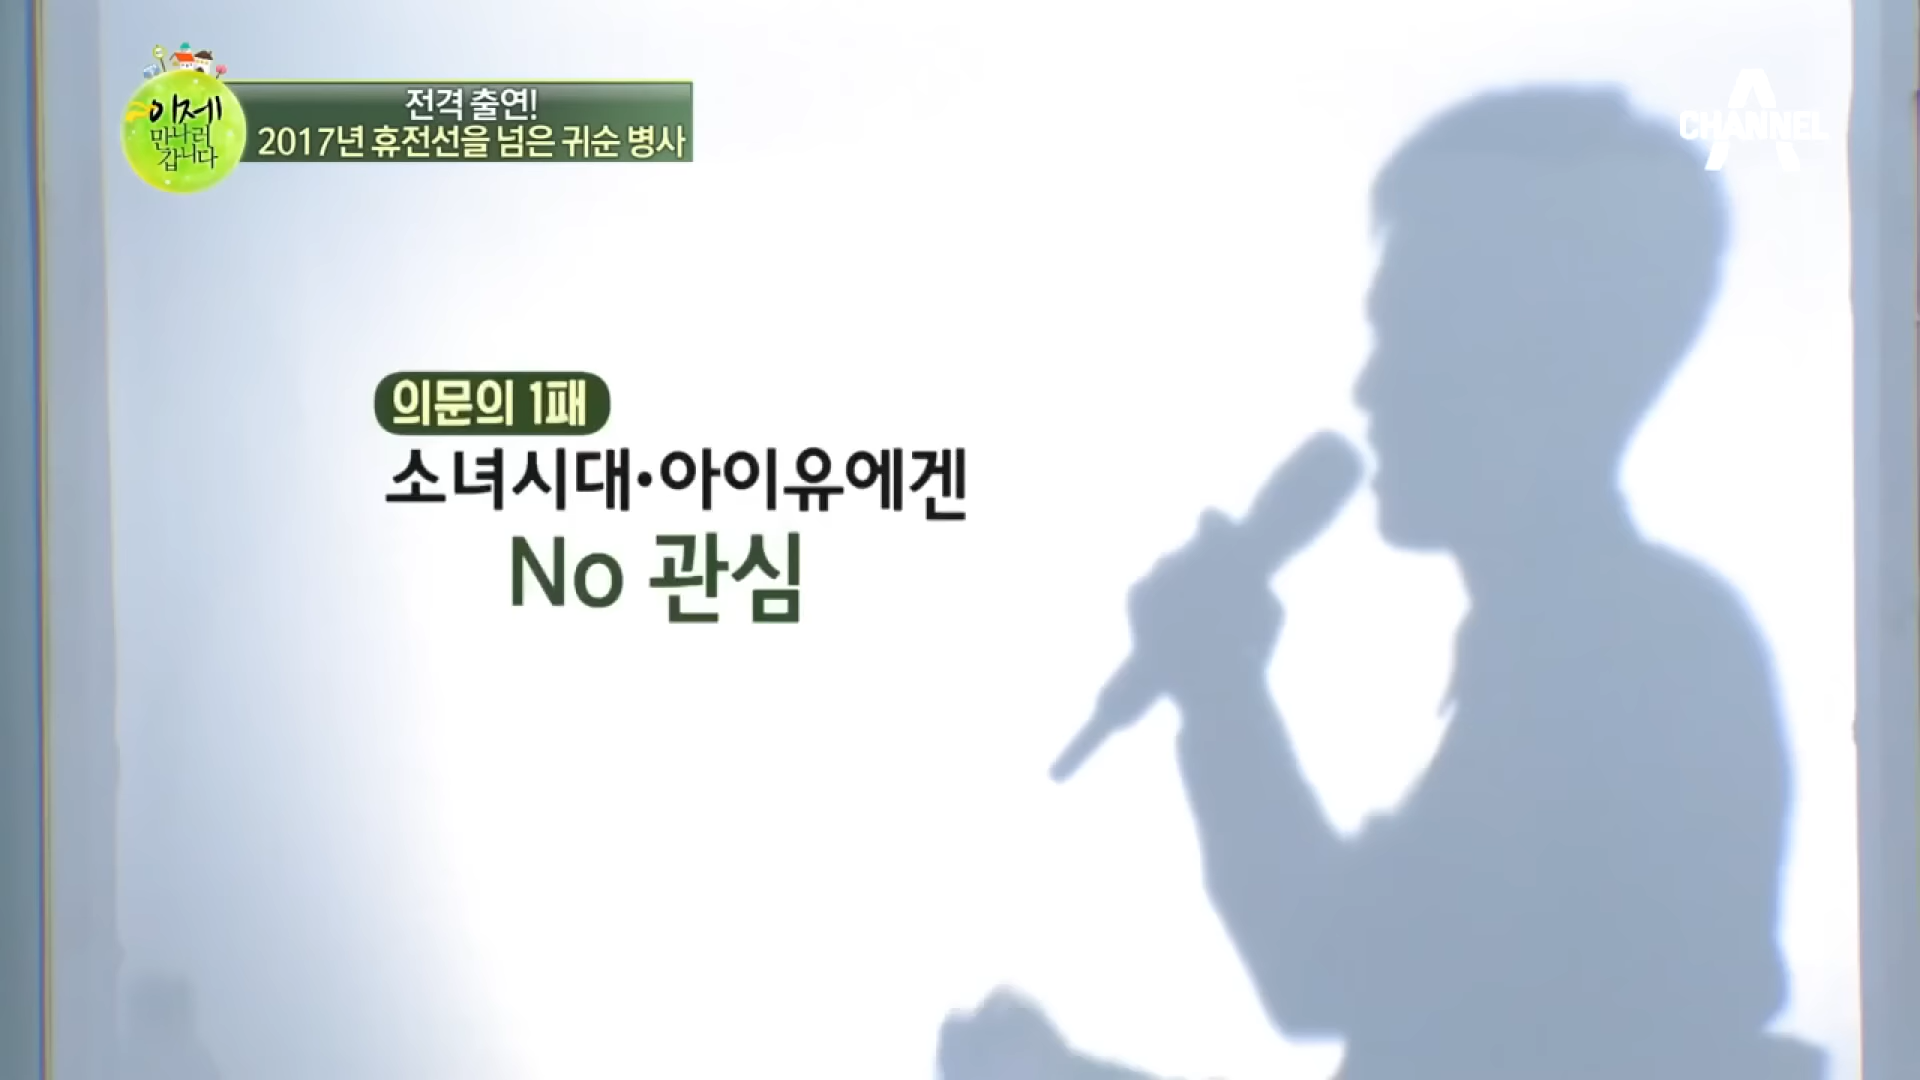 이제
만나러
갑니다
전격 출연!
2017년 휴전선을 넘은 귀순 병사
CHANNEL A
의문의 1패
소녀시대·아이유에겐
No 관심